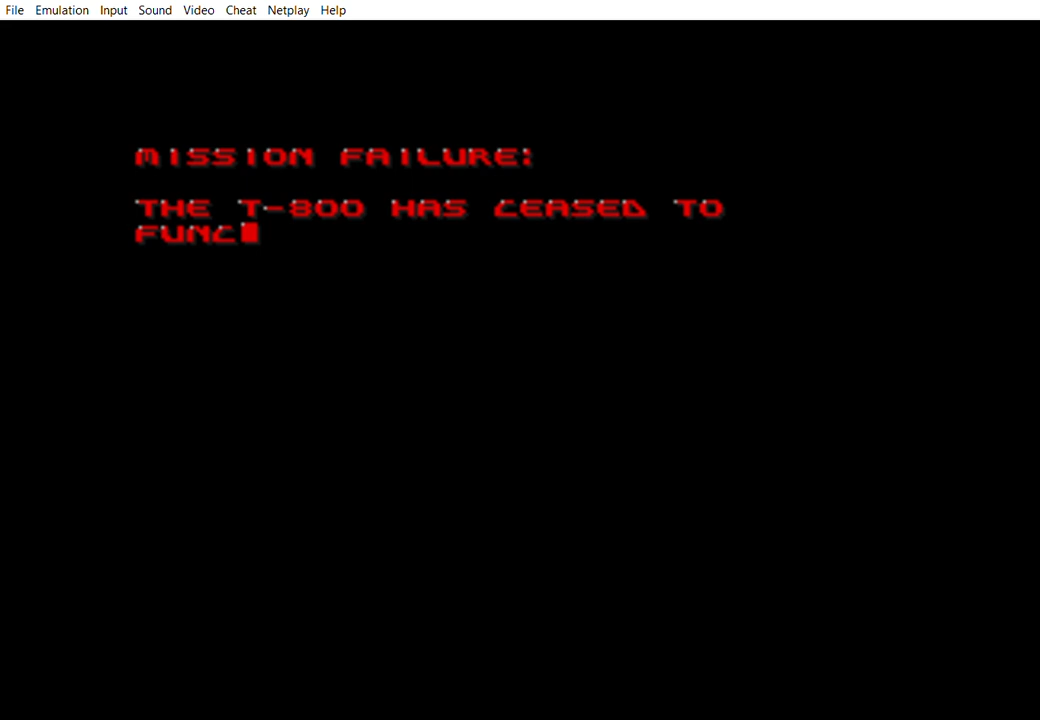 File Emulation Input Sound Video Cheat Netplay Help
MISSION FAILURE:
THE T-800 HAS CEASED TO
FUNC